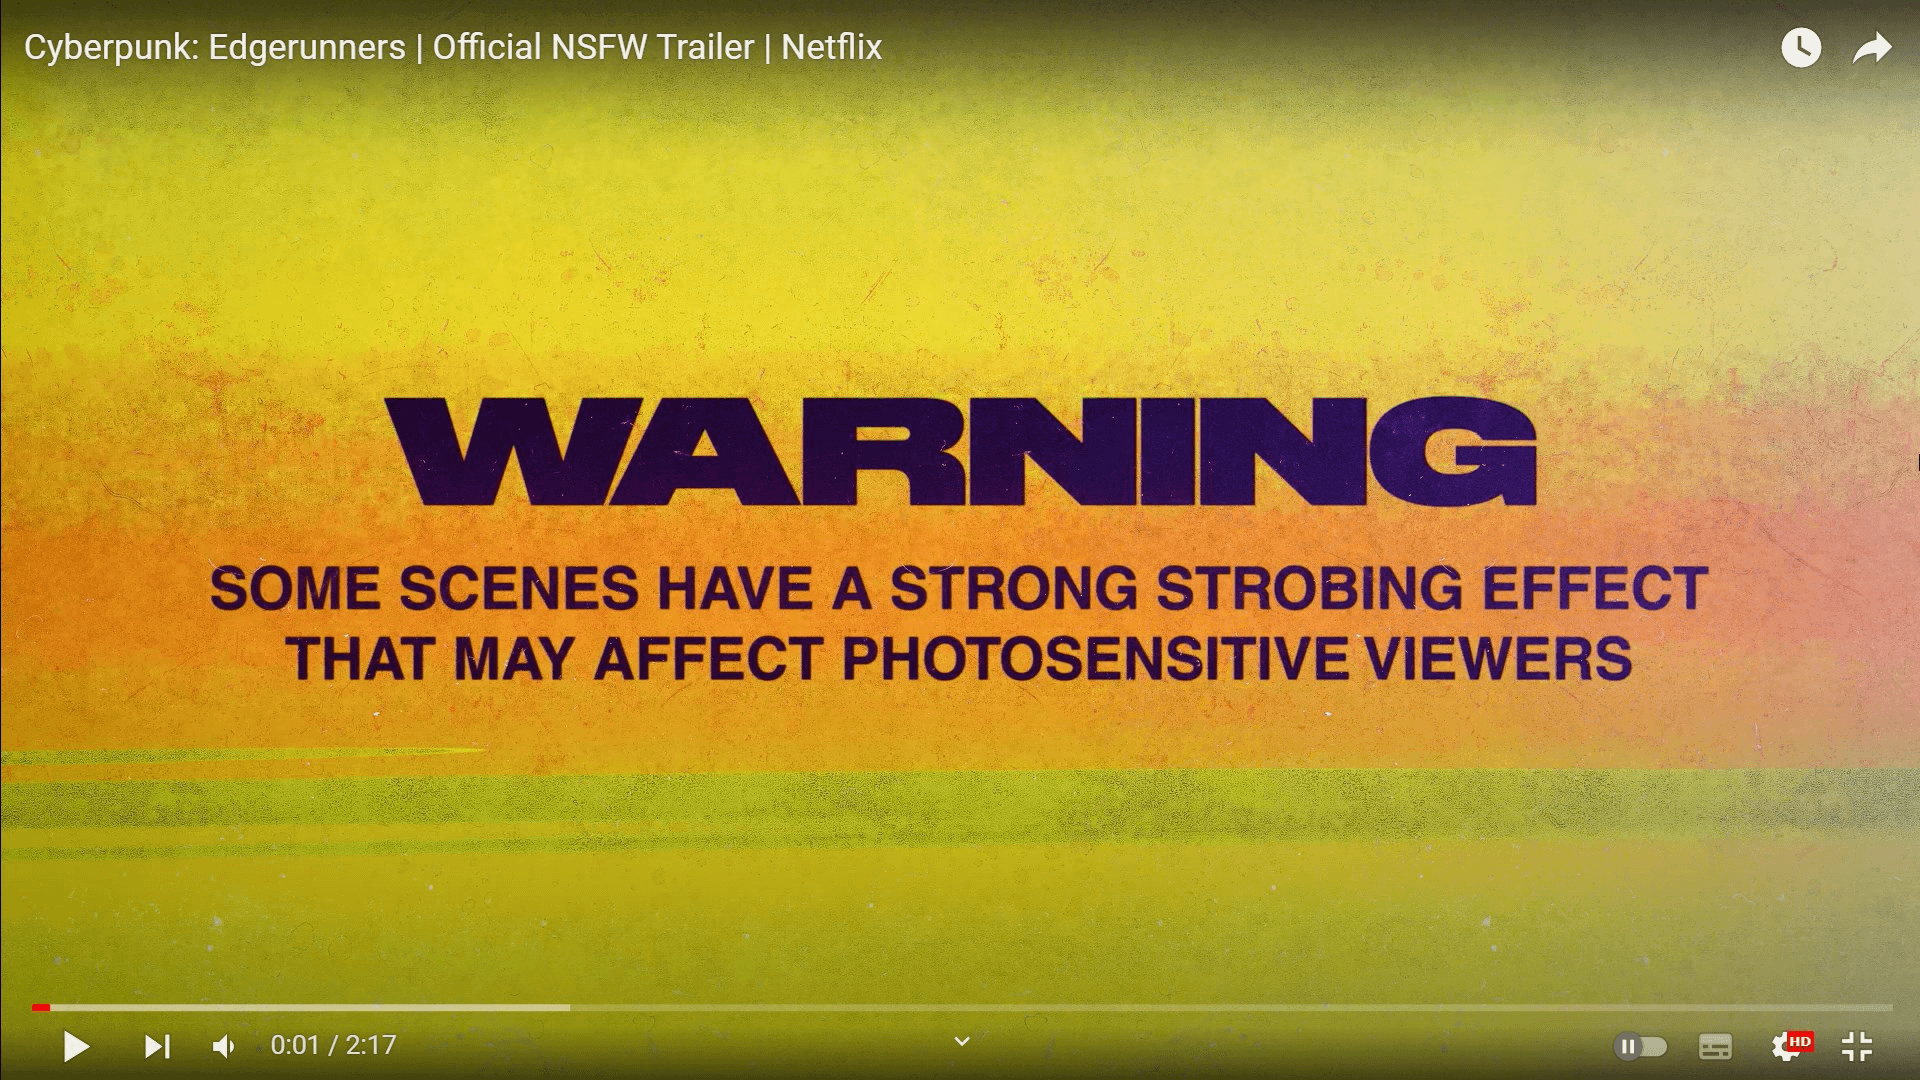 Cyberpunk: Edgerunners | Official NSFW Trailer | Netflix
WARNING
SOME SCENES HAVE A STRONG STROBING EFFECT
THAT MAY AFFECT PHOTOSENSITIVE VIEWERS
0:01 / 2:17
HD